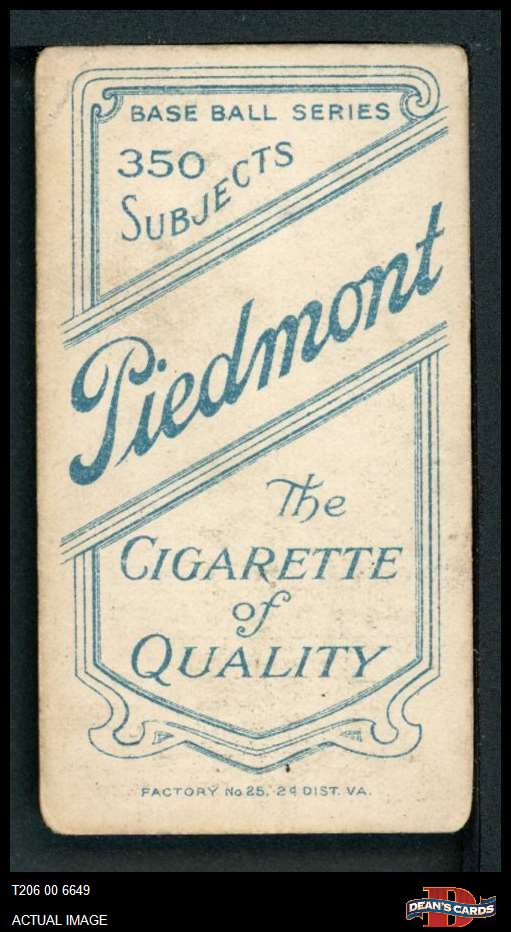 BASE BALL SERIES
350
SUBJECTS
Piedmont
The
CIGARETTE
of
QUALITY
FACTORY No 25, 2d DIST. VA.
T206 00 6649
ACTUAL IMAGE
D
DEAN'S CARDS